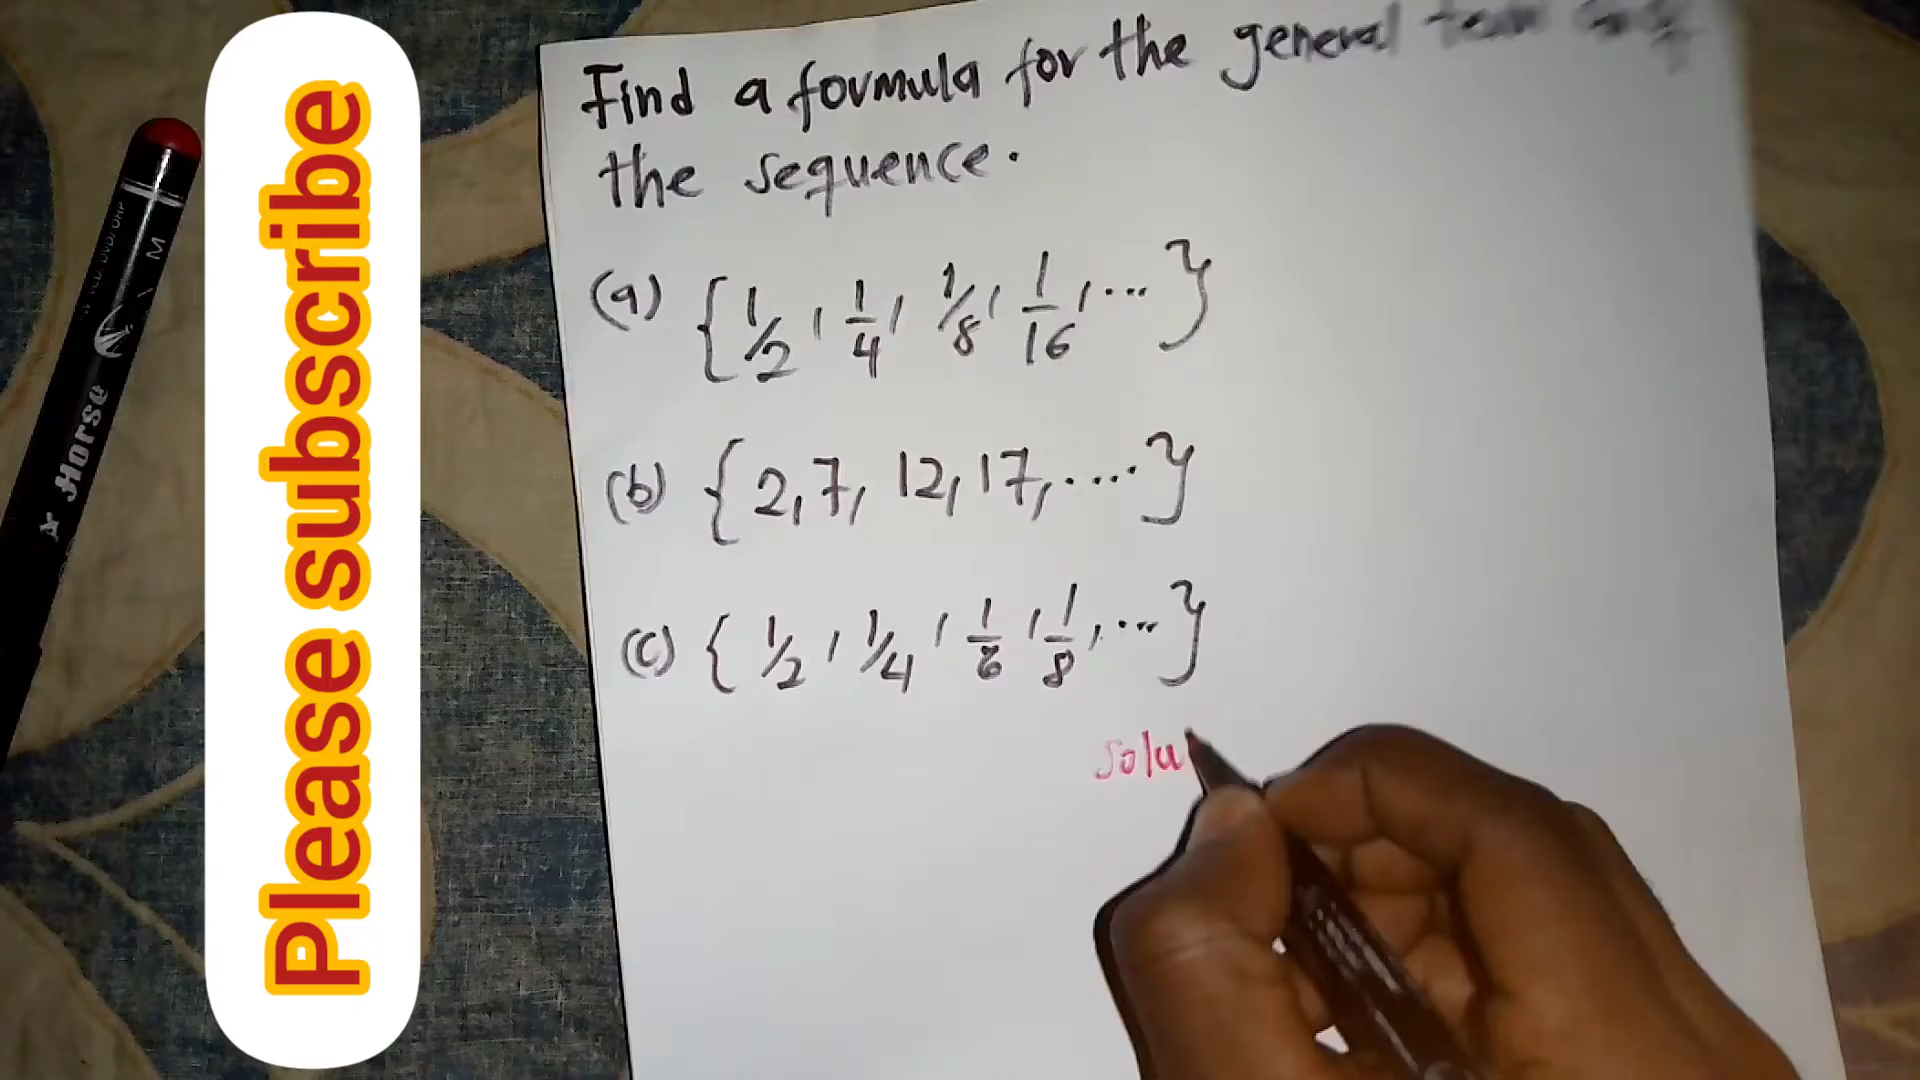 Please subscribe
Horse
M
Find a formula for the general term
the sequence.
(a) {1/2, 1/4, 1/8, 1/16, ...}
(b) {2, 7, 12, 17, ....}
(c) {1/2, 1/4, 1/6, 1/8, ...}
solu